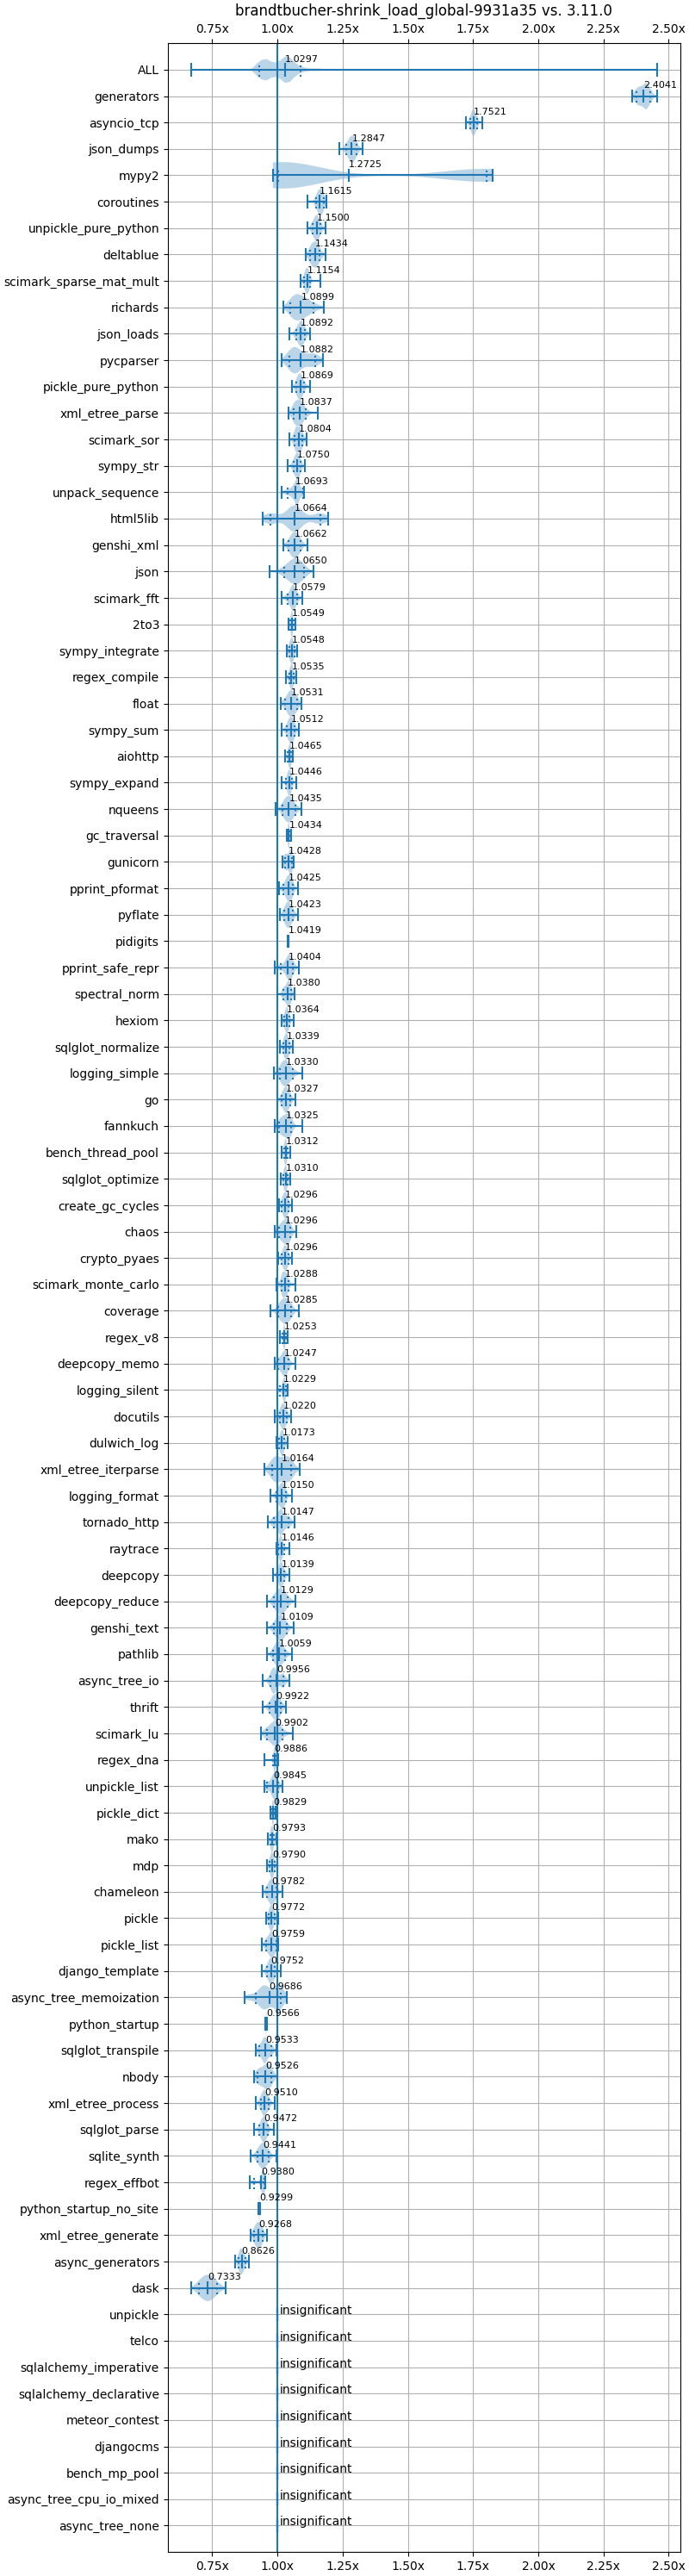 brandtbucher-shrink_load_global-9931a35 vs. 3.11.0
0.75x 1.00x 1.25x 1.50x 1.75x 2.00x 2.25x 2.50x
ALL 1.0297
generators 2.4041
asyncio_tcp 1.7521
json_dumps 1.2847
mypy2 1.2725
coroutines 1.1615
unpickle_pure_python 1.1500
deltablue 1.1434
scimark_sparse_mat_mult 1.1154
richards 1.0899
json_loads 1.0892
pycparser 1.0882
pickle_pure_python 1.0869
xml_etree_parse 1.0837
scimark_sor 1.0804
sympy_str 1.0750
unpack_sequence 1.0693
html5lib 1.0664
genshi_xml 1.0662
json 1.0650
scimark_fft 1.0579
2to3 1.0549
sympy_integrate 1.0548
regex_compile 1.0535
float 1.0531
sympy_sum 1.0512
aiohttp 1.0465
sympy_expand 1.0446
nqueens 1.0435
gc_traversal 1.0434
gunicorn 1.0428
pprint_pformat 1.0425
pyflate 1.0423
pidigits 1.0419
pprint_safe_repr 1.0404
spectral_norm 1.0380
hexiom 1.0364
sqlglot_normalize 1.0339
logging_simple 1.0330
go 1.0327
fannkuch 1.0325
bench_thread_pool 1.0312
sqlglot_optimize 1.0310
create_gc_cycles 1.0296
chaos 1.0296
crypto_pyaes 1.0296
scimark_monte_carlo 1.0288
coverage 1.0285
regex_v8 1.0253
deepcopy_memo 1.0247
logging_silent 1.0229
docutils 1.0220
dulwich_log 1.0173
xml_etree_iterparse 1.0164
logging_format 1.0150
tornado_http 1.0147
raytrace 1.0146
deepcopy 1.0139
deepcopy_reduce 1.0129
genshi_text 1.0109
pathlib 1.0059
async_tree_io 0.9956
thrift 0.9922
scimark_lu 0.9902
regex_dna 0.9886
unpickle_list 0.9845
pickle_dict 0.9829
mako 0.9793
mdp 0.9790
chameleon 0.9782
pickle 0.9772
pickle_list 0.9759
django_template 0.9752
async_tree_memoization 0.9686
python_startup 0.9566
sqlglot_transpile 0.9533
nbody 0.9526
xml_etree_process 0.9510
sqlglot_parse 0.9472
sqlite_synth 0.9441
regex_effbot 0.9380
python_startup_no_site 0.9299
xml_etree_generate 0.9268
async_generators 0.8626
dask 0.7333
unpickle insignificant
telco insignificant
sqlalchemy_imperative insignificant
sqlalchemy_declarative insignificant
meteor_contest insignificant
djangocms insignificant
bench_mp_pool insignificant
async_tree_cpu_io_mixed insignificant
async_tree_none insignificant
0.75x 1.00x 1.25x 1.50x 1.75x 2.00x 2.25x 2.50x